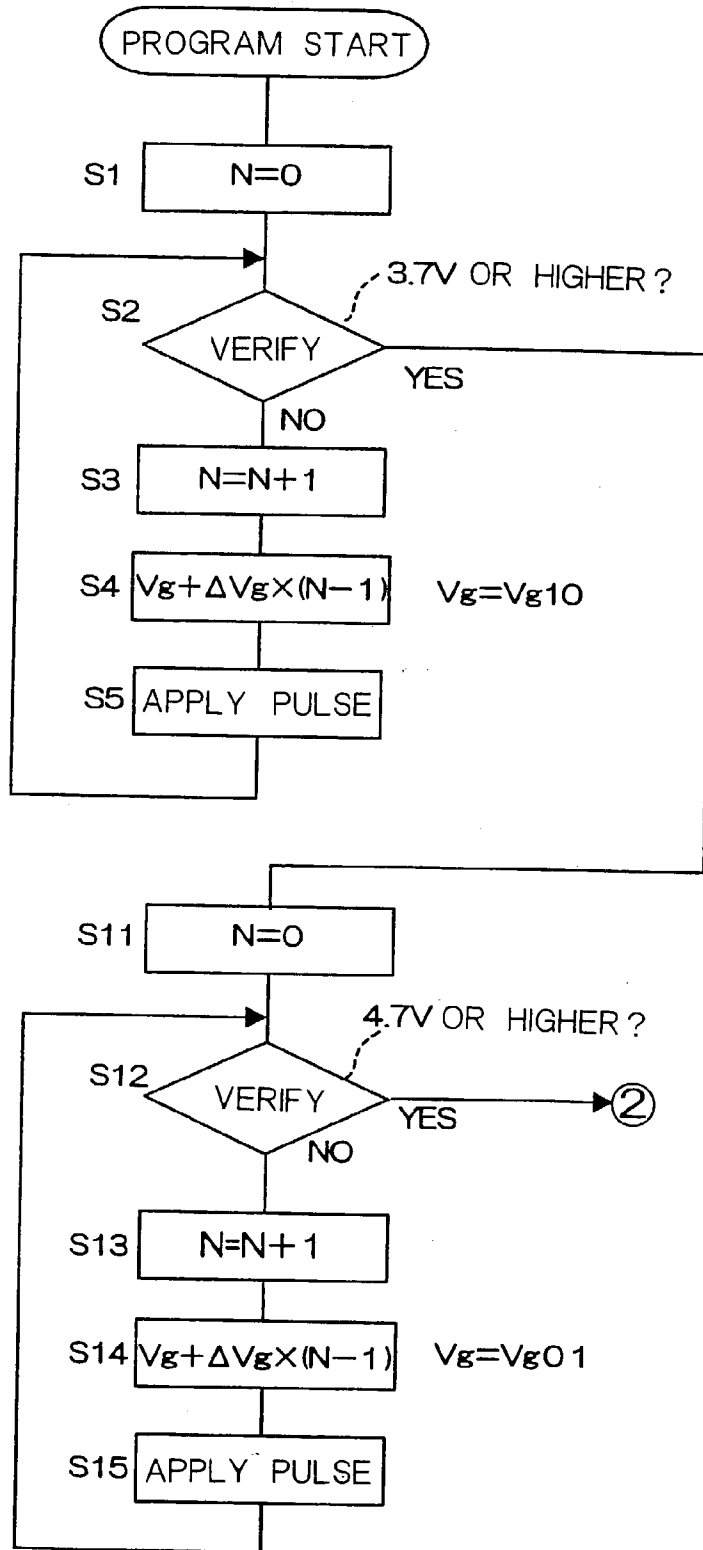 PROGRAM START
S1
N=0
3.7V OR HIGHER?
S2
VERIFY
YES
NO
S3
N=N+1
S4
Vg+ΔVg×(N-1)
Vg=Vg10
S5
APPLY PULSE
S11
N=0
4.7V OR HIGHER?
S12
VERIFY
YES
②
NO
S13
N=N+1
S14
Vg+ΔVg×(N-1)
Vg=Vg01
S15
APPLY PULSE